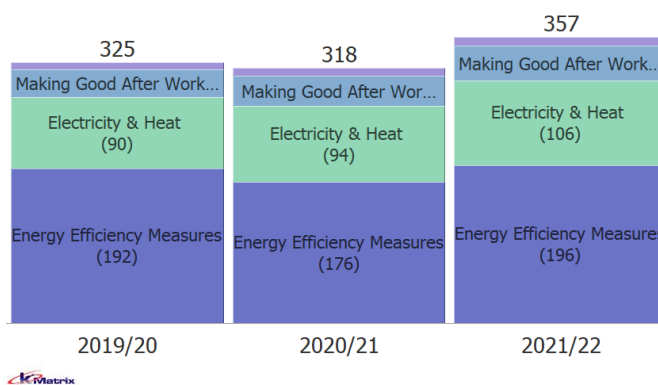 325
Making Good After Work...
Electricity & Heat
(90)
Energy Efficiency Measures
(192)
2019/20
318
Making Good After Wor...
Electricity & Heat
(94)
Energy Efficiency Measures
(176)
2020/21
357
Making Good After Work...
Electricity & Heat
(106)
Energy Efficiency Measures
(196)
2021/22
kMatrix